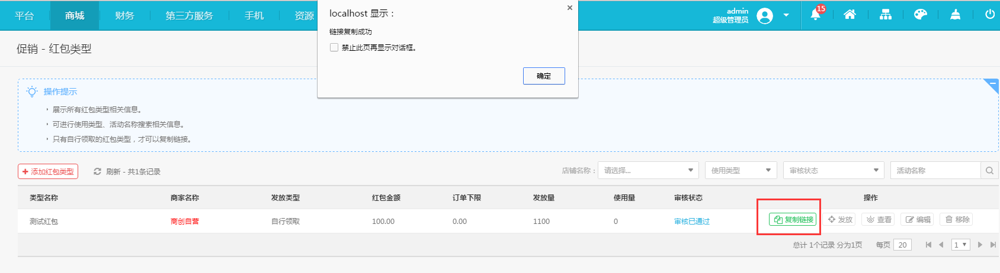 平台 商城 财务 第三方服务 手机 资源
localhost 显示：
链接复制成功
禁止此页再显示对话框。
确定
admin
超级管理员
15
促销 - 红包类型
操作提示
展示所有红包类型相关信息。
可进行使用类型、活动名称搜索相关信息。
只有自行领取的红包类型，才可以复制链接。
添加红包类型 刷新 - 共1条记录 店铺名称： 请选择... 使用类型 审核状态 活动名称
类型名称 商家名称 发放类型 红包金额 订单下限 发放量 使用量 审核状态 操作
测试红包 商创自营 自行领取 100.00 0.00 1100 0 审核已通过 复制链接 发放 查看 编辑 移除
总计 1个记录 分为1页 每页 20 1